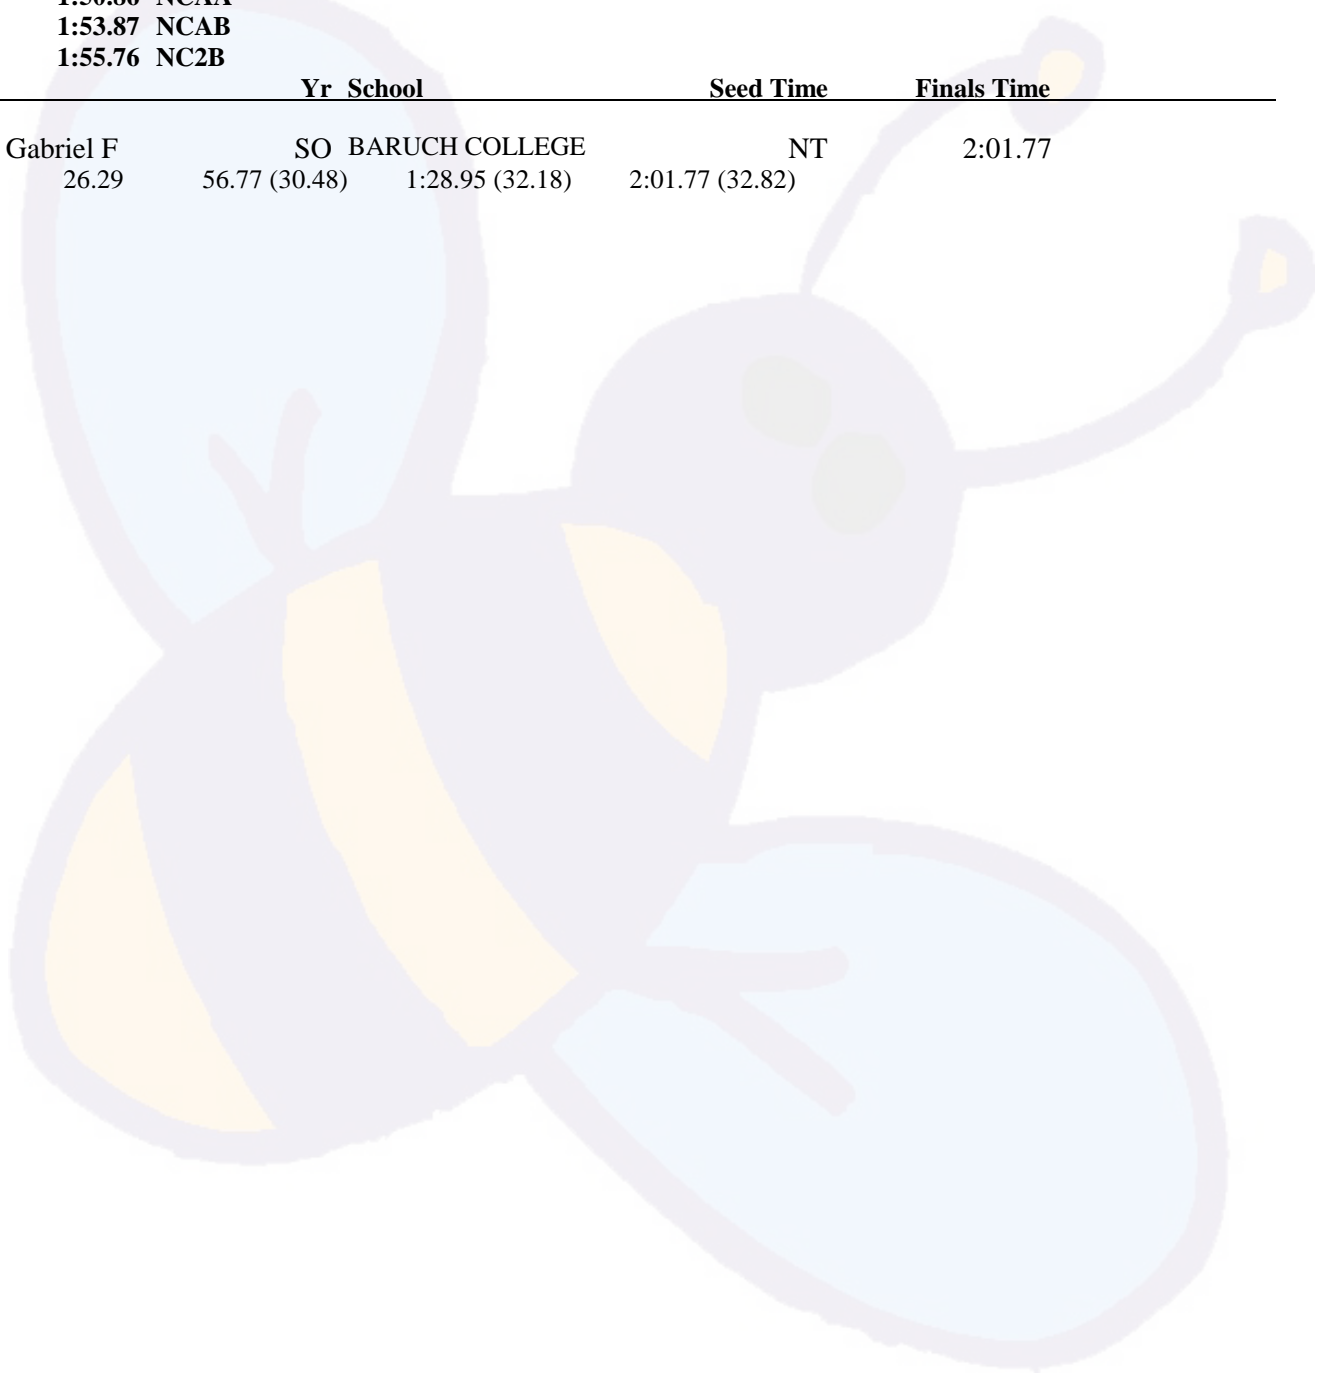 1:53.87 NCAB
1:55.76 NC2B
Yr School Seed Time Finals Time
Gabriel F SO BARUCH COLLEGE NT 2:01.77
26.29 56.77 (30.48) 1:28.95 (32.18) 2:01.77 (32.82)